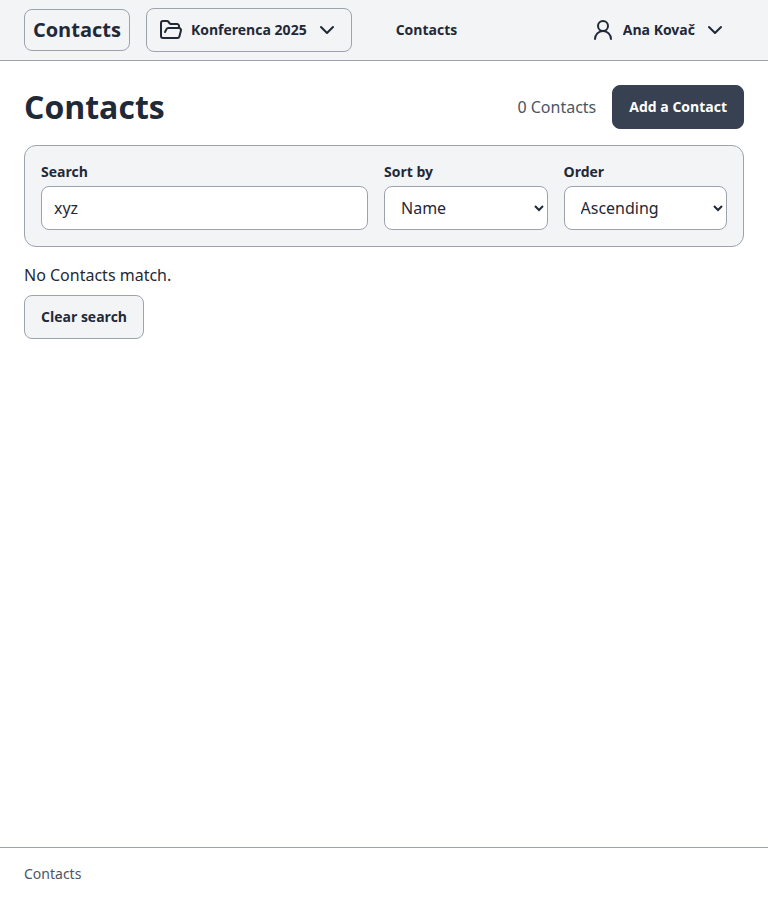 Contacts
Konferenca 2025
Contacts
Ana Kovač
Contacts
0 Contacts
Add a Contact
Search
Sort by
Order
xyz
Name
Ascending
No Contacts match.
Clear search
Contacts